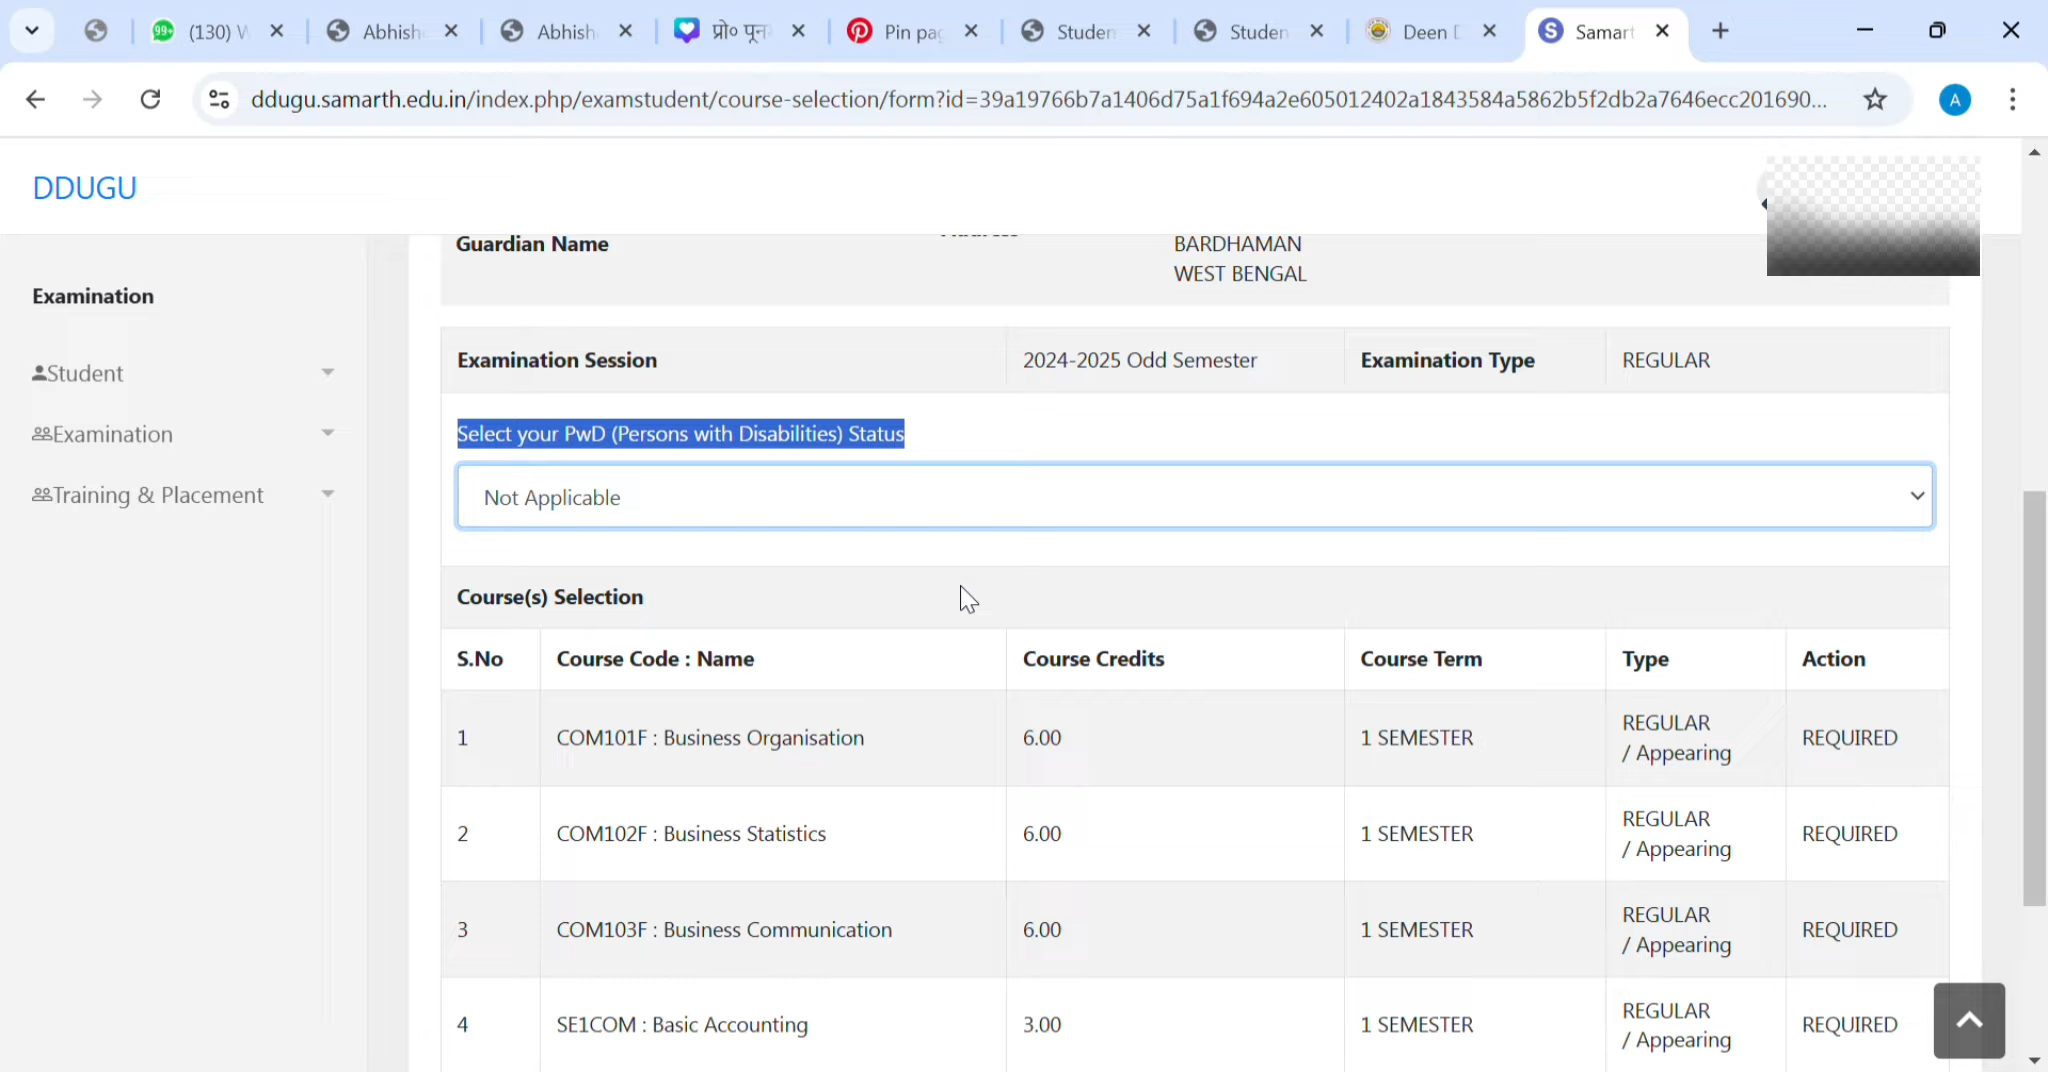 99+ (130) W
Abhish
Abhish
प्रो० पून
Pin pag
Studen
Studen
Deen D
S Samart
ddugu.samarth.edu.in/index.php/examstudent/course-selection/form?id=39a19766b7a1406d75a1f694a2e605012402a1843584a5862b5f2db2a7646ecc201690...
A
DDUGU
Guardian Name
BARDHAMAN
WEST BENGAL
Examination
Student
Examination
Training & Placement
Examination Session 2024-2025 Odd Semester Examination Type REGULAR
Select your PwD (Persons with Disabilities) Status
Not Applicable
Course(s) Selection
S.No Course Code : Name Course Credits Course Term Type Action
1 COM101F : Business Organisation 6.00 1 SEMESTER REGULAR / Appearing REQUIRED
2 COM102F : Business Statistics 6.00 1 SEMESTER REGULAR / Appearing REQUIRED
3 COM103F : Business Communication 6.00 1 SEMESTER REGULAR / Appearing REQUIRED
4 SE1COM : Basic Accounting 3.00 1 SEMESTER REGULAR / Appearing REQUIRED